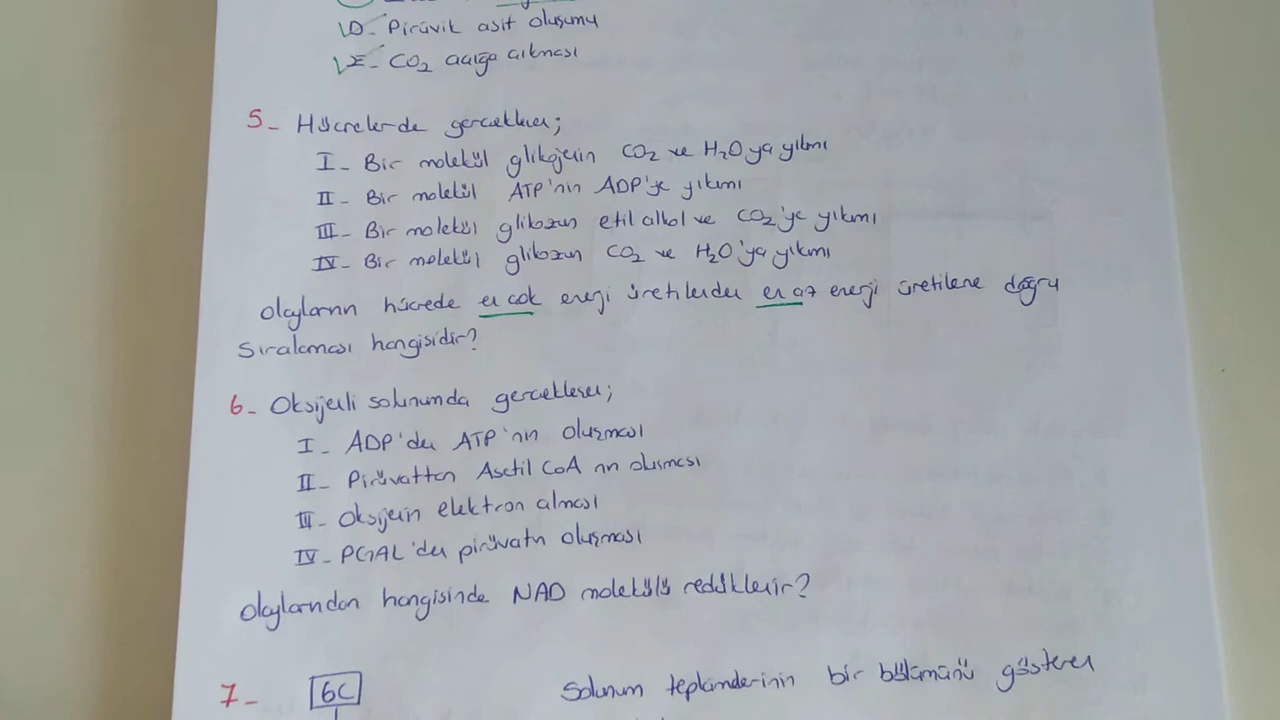 D- Pirüvik asit oluşumu
E- CO2 açığa çıkması
5- Hücrelerde gerçekleşen;
I- Bir molekül glikojenin CO2 ve H2O ya yıkımı
II- Bir molekül ATP'nin ADP'ye yıkımı
III- Bir molekül glikozun etil alkol ve CO2'ye yıkımı
IV- Bir molekül glikozun CO2 ve H2O'ya yıkımı
olayların hücrede en çok enerji üretilenden en az enerji üretilene doğru
sıralaması hangisidir?
6- Oksijenli solunumda gerçekleşen;
I- ADP'den ATP'nin oluşması
II- Pirüvattan Asetil CoA nın oluşması
III- Oksijenin elektron alması
IV- PGAL'den pirüvatın oluşması
olaylarından hangisinde NAD molekülü redüklenir?
7- 6C Solunum tepkimelerinin bir bölümünü gösteren